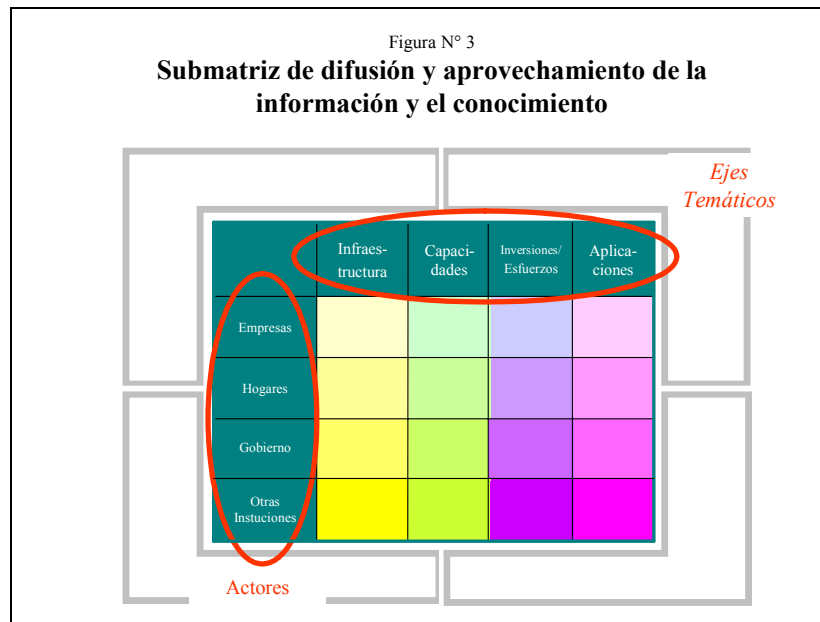 Figura N° 3
Submatriz de difusión y aprovechamiento de la
información y el conocimiento
Ejes
Temáticos
Infraes-
tructura
Capaci-
dades
Inversiones/
Esfuerzos
Aplica-
ciones
Empresas
Hogares
Gobierno
Otras
Instuciones
Actores